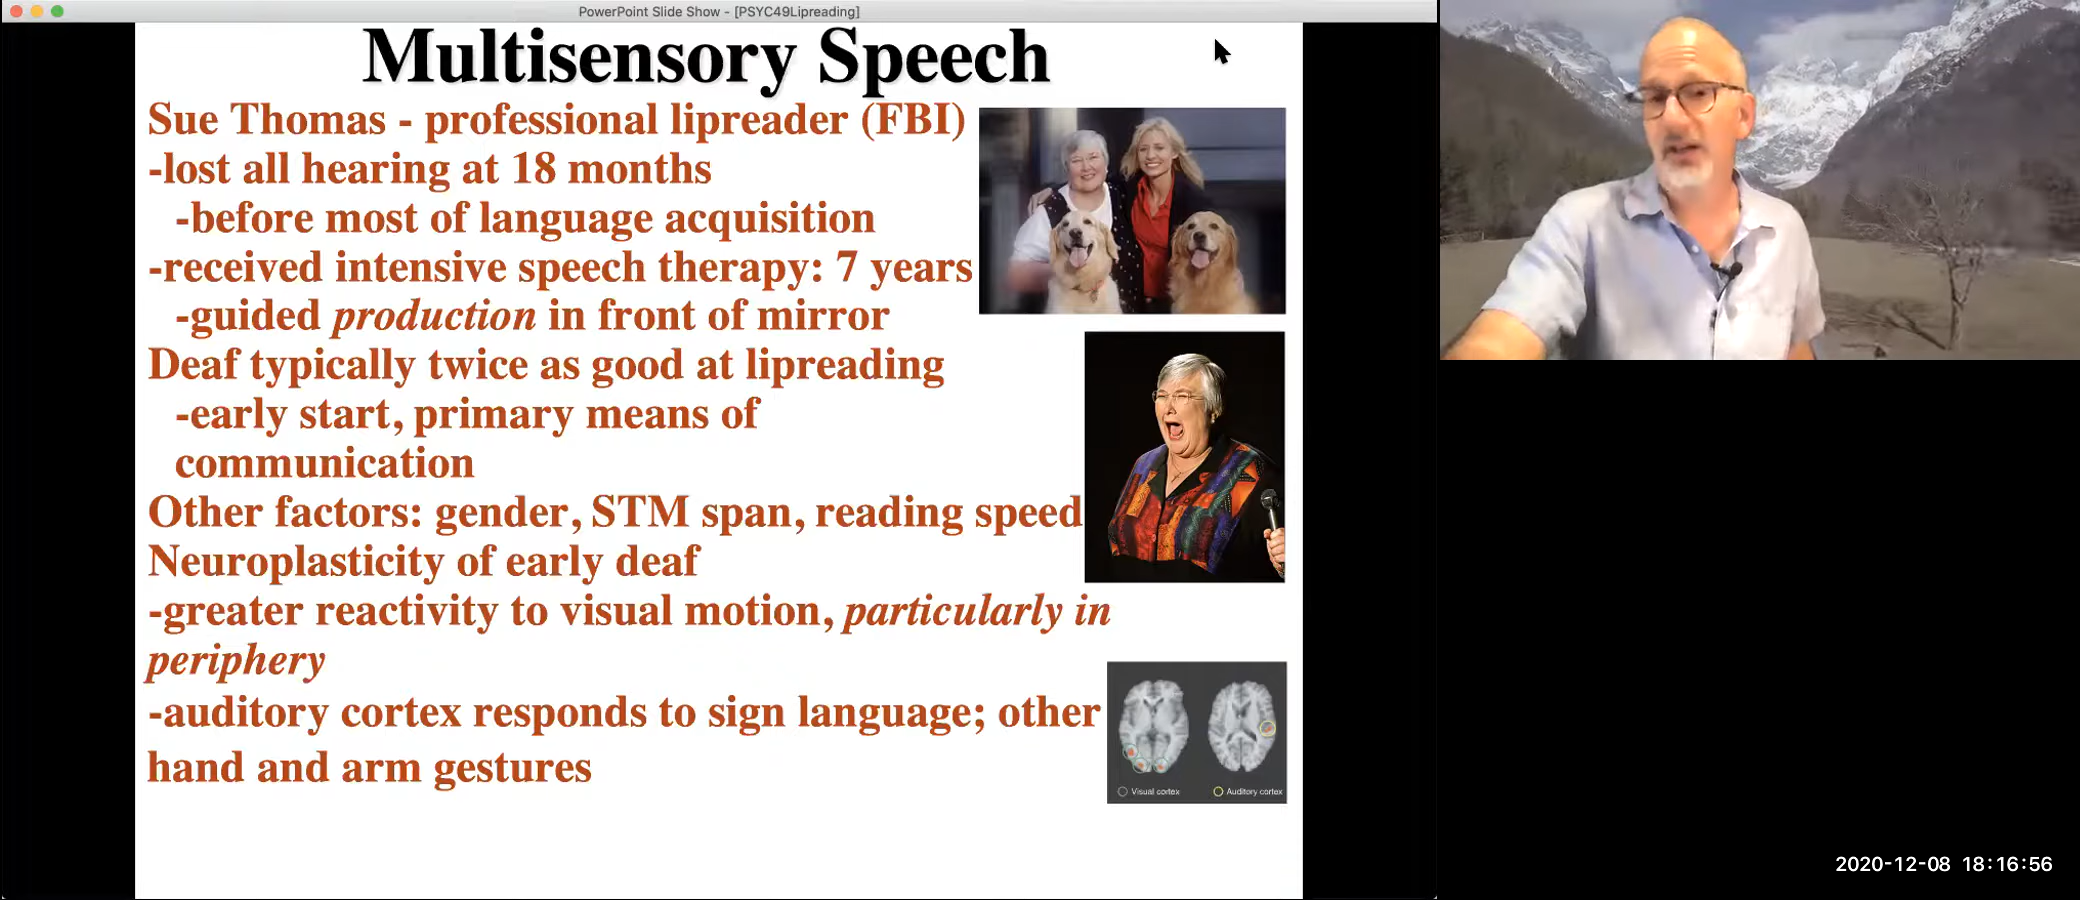 PowerPoint Slide Show - [PSYC49Lipreading]
Multisensory Speech
Sue Thomas - professional lipreader (FBI)
-lost all hearing at 18 months
-before most of language acquisition
-received intensive speech therapy: 7 years
-guided production in front of mirror
Deaf typically twice as good at lipreading
-early start, primary means of
communication
Other factors: gender, STM span, reading speed
Neuroplasticity of early deaf
-greater reactivity to visual motion, particularly in
periphery
-auditory cortex responds to sign language; other
hand and arm gestures
Visual cortex Auditory cortex
2020-12-08 18:16:56